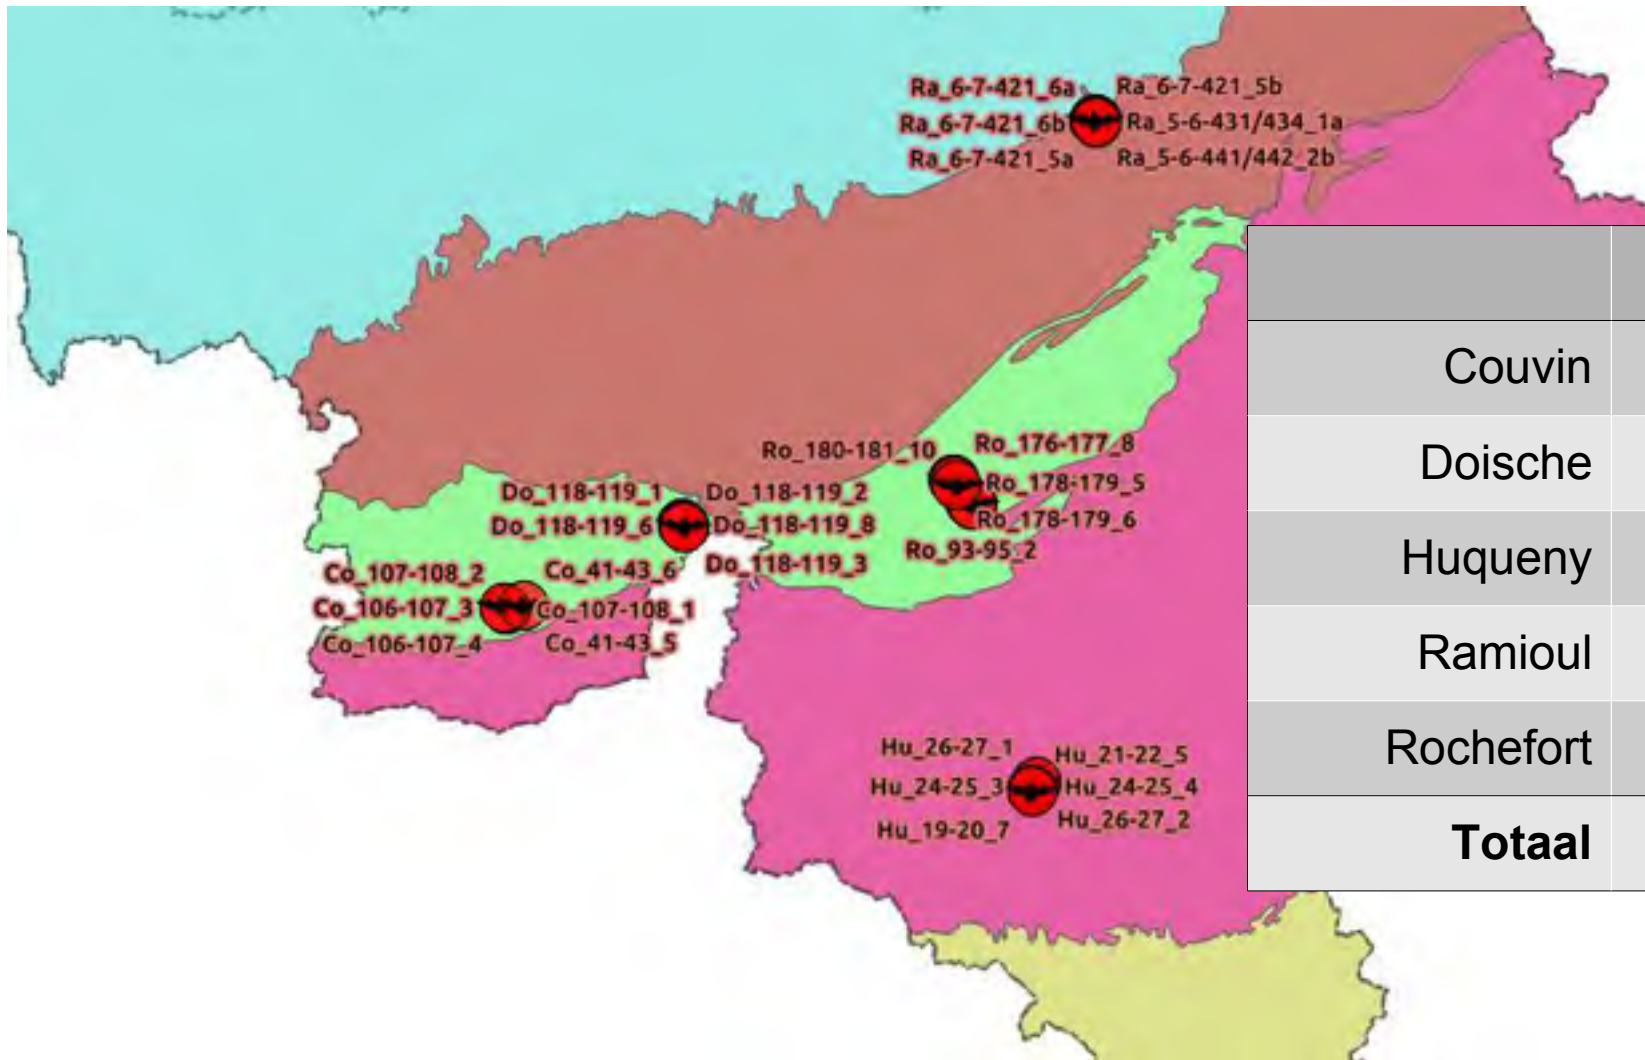 Ra_6-7-421_6a Ra_6-7-421_5b
Ra_6-7-421_6b Ra_5-6-431/434_1a
Ra_6-7-421_5a Ra_5-6-441/442_2b
Ro_180-181_10 Ro_176-177_8
Ro_178-179_5
Ro_178-179_6
Ro_93-95_2
Do_118-119_1 Do_118-119_2
Do_118-119_6 Do_118-119_8
Do_118-119_3
Co_107-108_2 Co_41-43_6
Co_106-107_3 Co_107-108_1
Co_106-107_4 Co_41-43_5
Hu_26-27_1 Hu_21-22_5
Hu_24-25_3 Hu_24-25_4
Hu_19-20_7 Hu_26-27_2
Couvin
Doische
Huqueny
Ramioul
Rochefort
Totaal